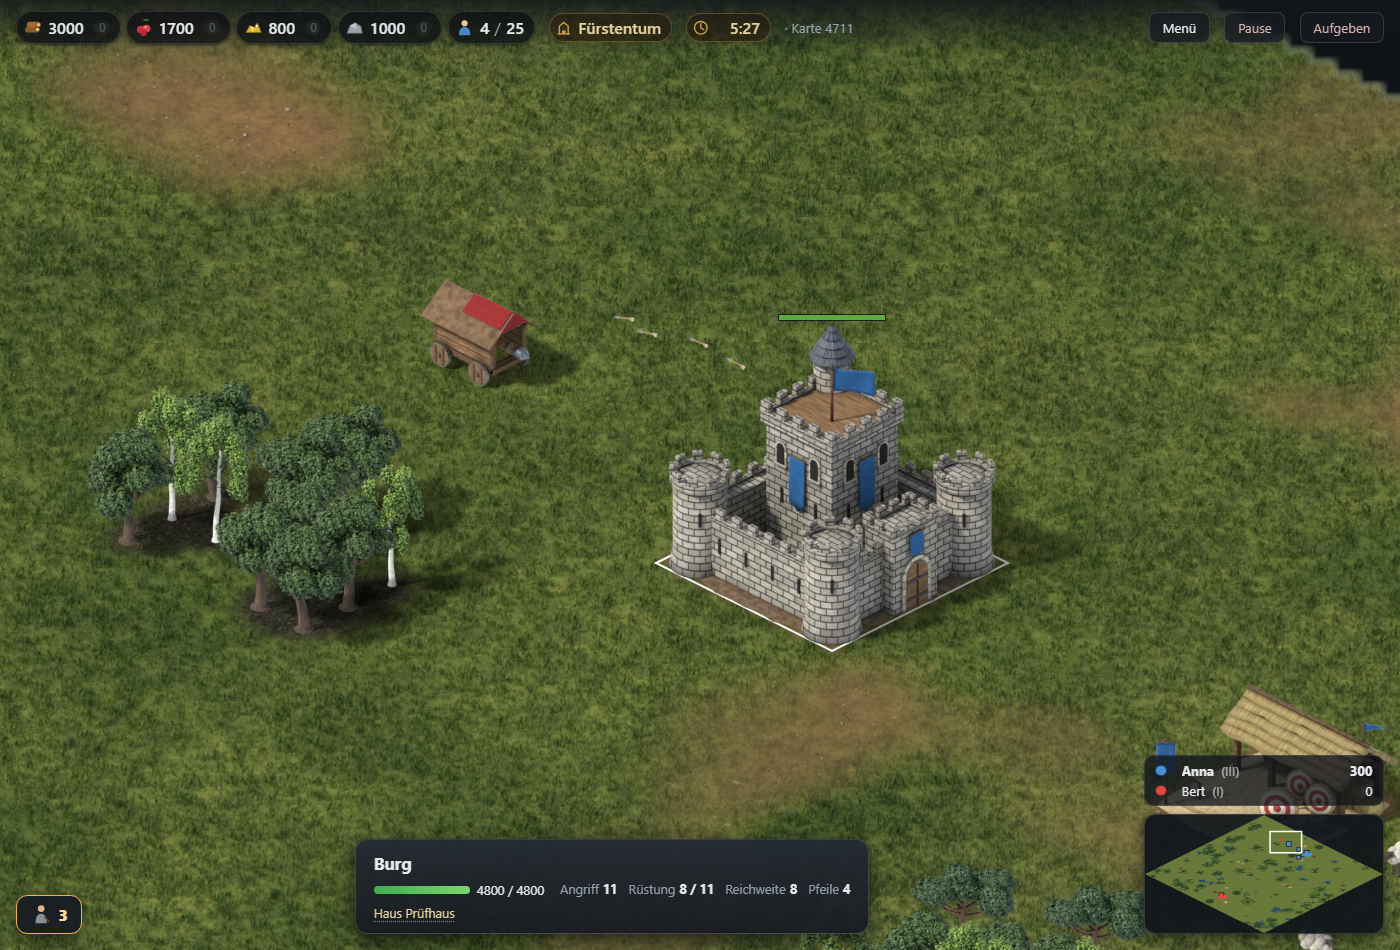 3000 0 1700 0 800 0 1000 0 4 / 25 Fürstentum 5:27 · Karte 4711 Menü Pause Aufgeben
Anna (III) 300
Bert (I) 0
Burg
4800 / 4800 Angriff 11 Rüstung 8 / 11 Reichweite 8 Pfeile 4
Haus Prüfhaus
3